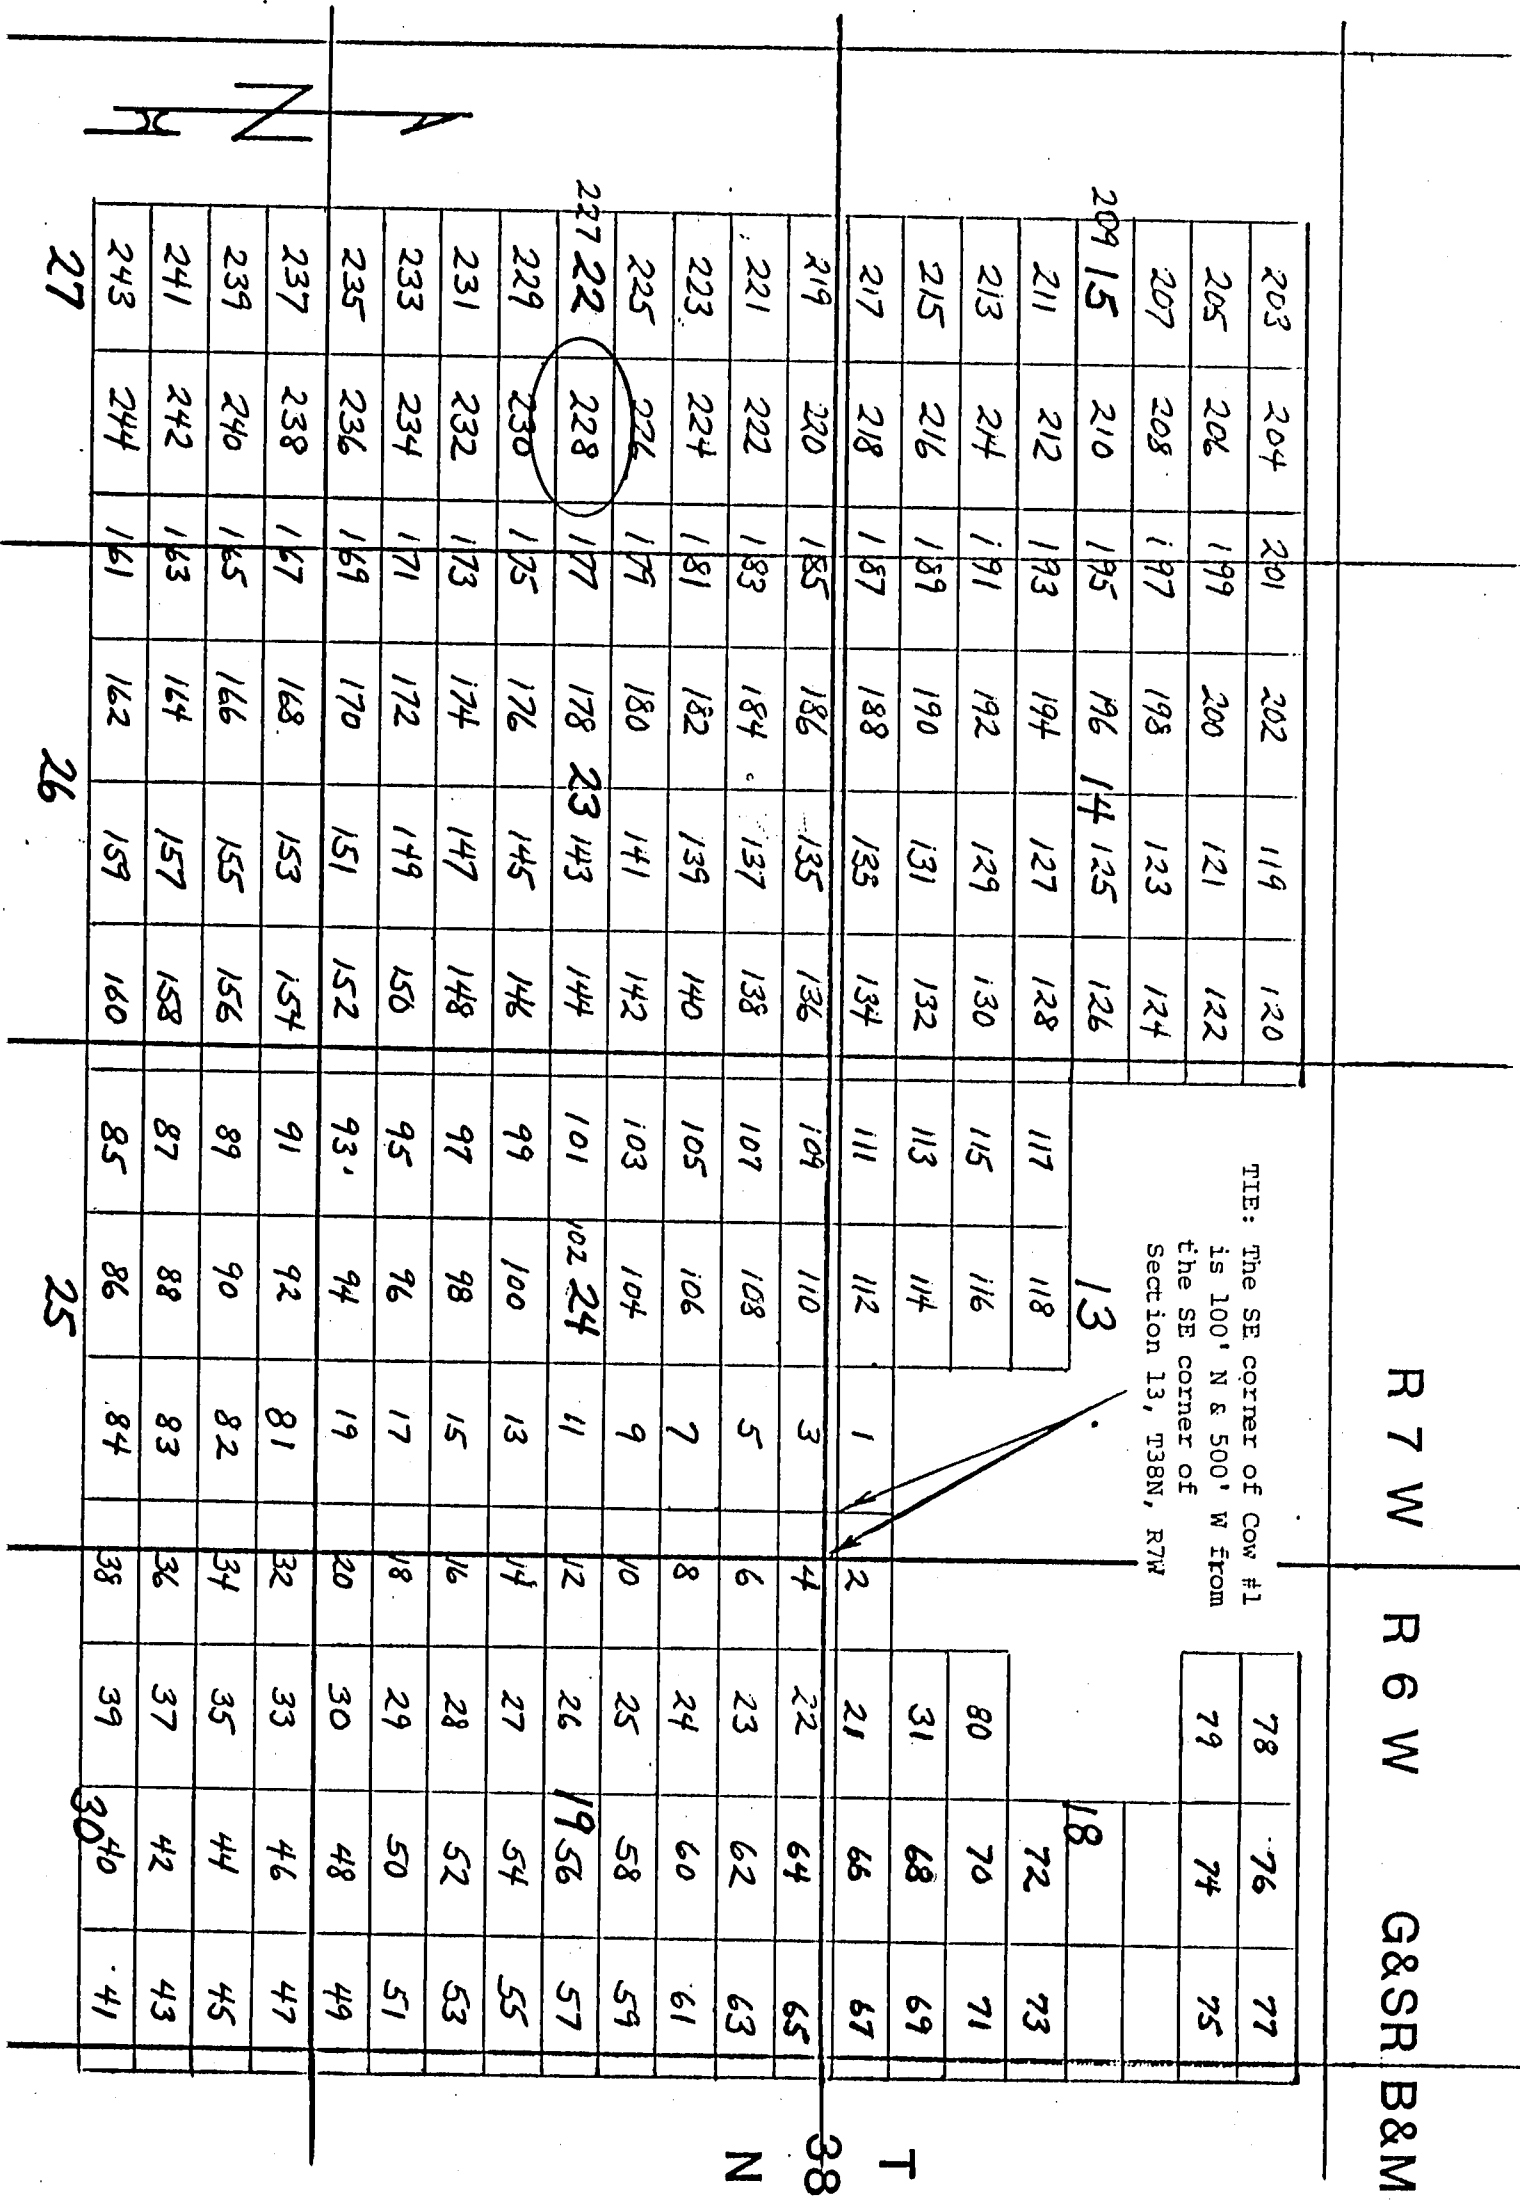 R 7 W R 6 W G&SR B&M
TIE: The SE corner of Cow #1
is 100' N & 500' W from
the SE corner of
Section 13, T38N, R7W
203 204 201 202 119 120 78 76 77
205 206 199 200 121 122 79 74 75
207 208 197 198 123 124
209 15 210 195 196 14 125 126 13 18
211 212 193 194 127 128 117 118 72 73
213 214 191 192 129 130 115 116 80 70 71
215 216 189 190 131 132 113 114 31 68 69
217 218 187 188 133 134 111 112 1 2 21 66 67
219 220 185 186 135 136 109 110 3 4 22 64 65
221 222 183 184 137 138 107 108 5 6 23 62 63
223 224 181 182 139 140 105 106 7 8 24 60 61
225 226 179 180 141 142 103 104 9 10 25 58 59
227 22 228 177 178 23 143 144 101 102 24 11 12 26 19 56 57
229 230 175 176 145 146 99 100 13 14 27 54 55
231 232 173 174 147 148 97 98 15 16 28 52 53
233 234 171 172 149 150 95 96 17 18 29 50 51
235 236 169 170 151 152 93 94 19 20 30 48 49
237 238 167 168 153 154 91 92 81 32 33 46 47
239 240 165 166 155 156 89 90 82 34 35 44 45
241 242 163 164 157 158 87 88 83 36 37 42 43
243 244 161 162 159 160 85 86 84 38 39 40 41
27 26 25 30
T
38
N
N